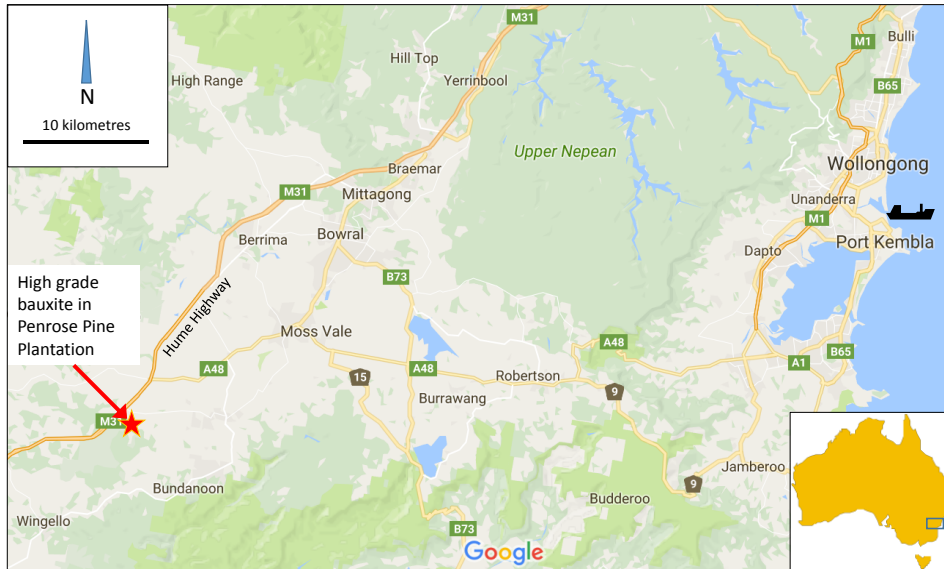 N
10 kilometres
M31
M1
Bulli
Hill Top
High Range
Yerrinbool
B65
Upper Nepean
Braemar
Wollongong
M31
Mittagong
Unanderra
M1
Berrima
Bowral
Port Kembla
Dapto
B73
High grade
bauxite in
Penrose Pine
Plantation
Hume Highway
Moss Vale
A48
A48
15
A48
Robertson
A1
B65
Burrawang
9
M31
Jamberoo
Bundanoon
9
Budderoo
Wingello
B73
Google